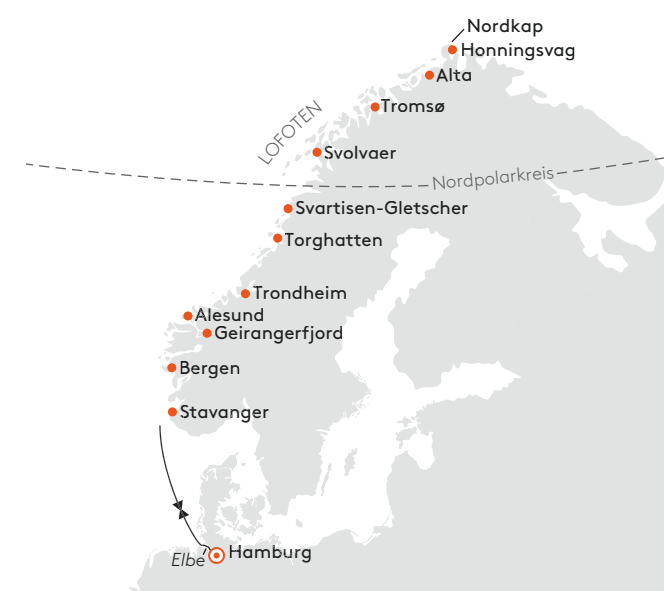 Nordkap
Honningsvag
Alta
Tromsø
LOFOTEN
Svolvaer
Nordpolarkreis
Svartisen-Gletscher
Torghatten
Trondheim
Alesund
Geirangerfjord
Bergen
Stavanger
Hamburg
Elbe